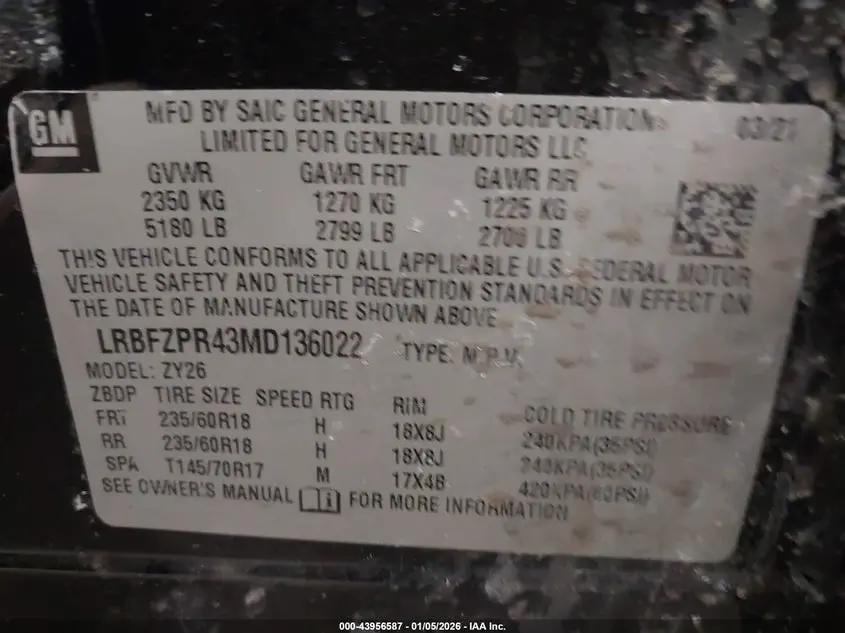 GM
MFD BY SAIC GENERAL MOTORS CORPORATION
LIMITED FOR GENERAL MOTORS LLC
03/21
GVWR GAWR FRT GAWR RR
2350 KG 1270 KG 1225 KG
5180 LB 2799 LB 2706 LB
THIS VEHICLE CONFORMS TO ALL APPLICABLE U.S. FEDERAL MOTOR
VEHICLE SAFETY AND THEFT PREVENTION STANDARDS IN EFFECT ON
THE DATE OF MANUFACTURE SHOWN ABOVE
LRBFZPR43MD136022 TYPE: M.P.V.
MODEL: ZY26
ZBDP TIRE SIZE SPEED RTG RIM COLD TIRE PRESSURE
FRT 235/60R18 H 18X8J 240KPA(35PSI)
RR 235/60R18 H 18X8J 240KPA(35PSI)
SPA T145/70R17 M 17X4B 420KPA(60PSI)
SEE OWNER'S MANUAL FOR MORE INFORMATION
000-43956587 - 01/05/2026 - IAA Inc.